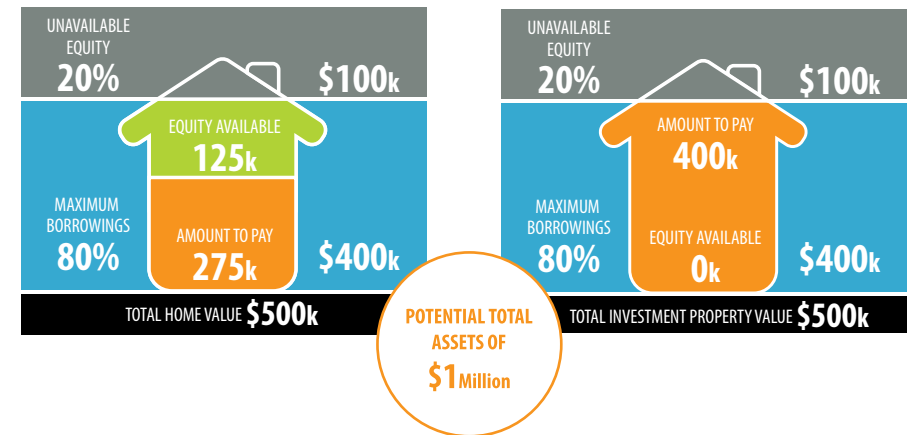 UNAVAILABLE
EQUITY
20%
$100k
EQUITY AVAILABLE
125k
MAXIMUM
BORROWINGS
80%
AMOUNT TO PAY
275k
$400k
TOTAL HOME VALUE $500k
UNAVAILABLE
EQUITY
20%
$100k
AMOUNT TO PAY
400k
MAXIMUM
BORROWINGS
80%
EQUITY AVAILABLE
0k
$400k
TOTAL INVESTMENT PROPERTY VALUE $500k
POTENTIAL TOTAL
ASSETS OF
$1 Million